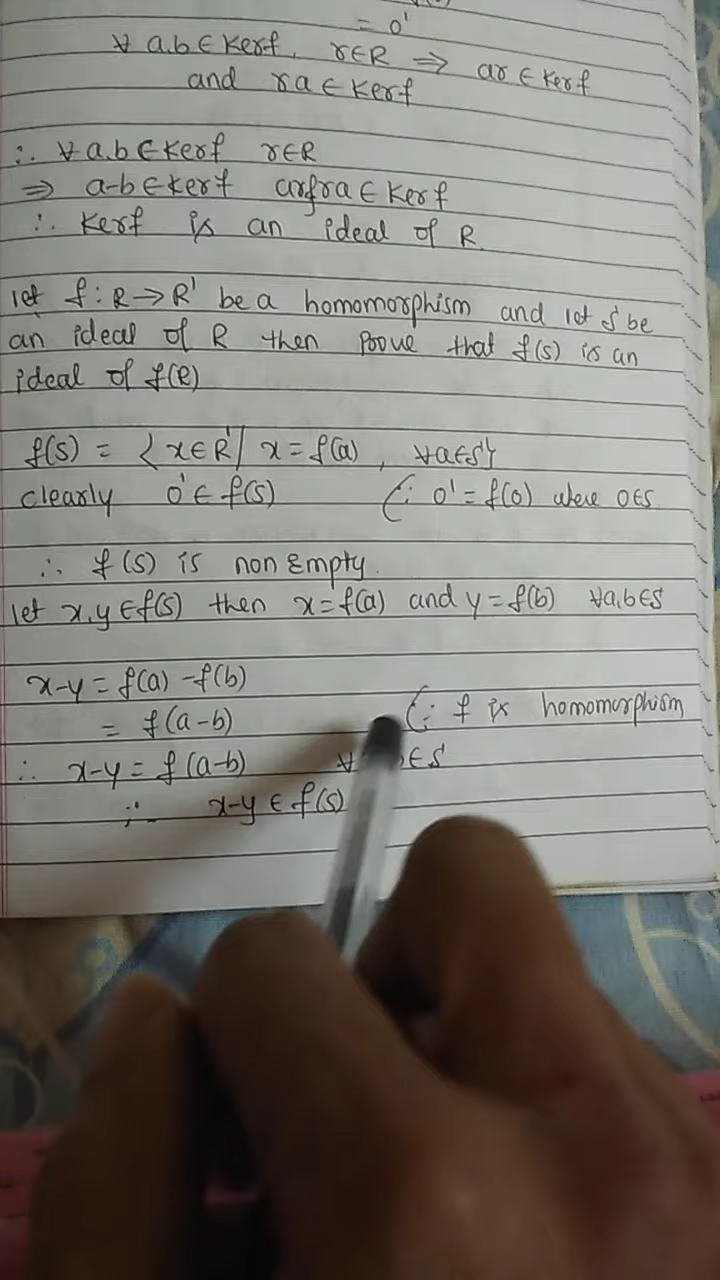 = 0'
∀ a,b ∈ Kerf, r∈R ⇒ ar ∈ Kerf
and ra ∈ Kerf
∴ ∀ a,b ∈ Kerf r∈R
⇒ a-b ∈ Kerf ra ∈ Kerf
∴ Kerf is an ideal of R.
let f : R → R' be a homomorphism and let S be
an ideal of R then prove that f(S) is an
ideal of f(R)
f(S) = {x ∈ R' / x = f(a), ∀a∈S}
clearly 0' ∈ f(S) (∵ 0' = f(0) where 0∈S
∴ f(S) is non Empty.
let x,y ∈ f(S) then x = f(a) and y = f(b) ∀a,b∈S
x-y = f(a) - f(b)
= f(a-b) (∵ f is homomorphism
∴ x-y = f(a-b) ∀ ∈S
∴ x-y ∈ f(S)